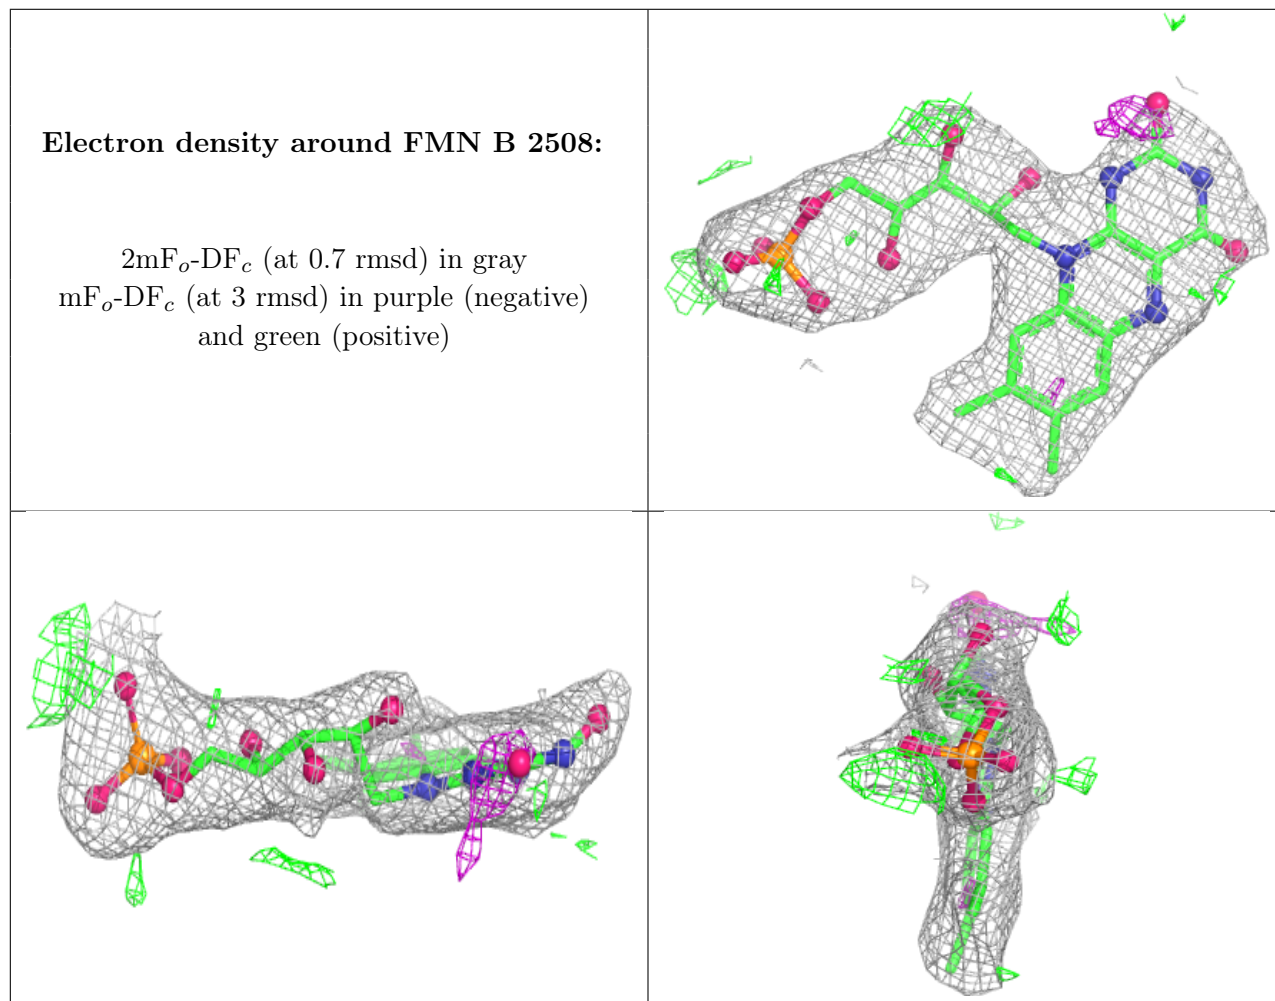 Electron density around FMN B 2508:
2mFo-DFc (at 0.7 rmsd) in gray
mFo-DFc (at 3 rmsd) in purple (negative)
and green (positive)